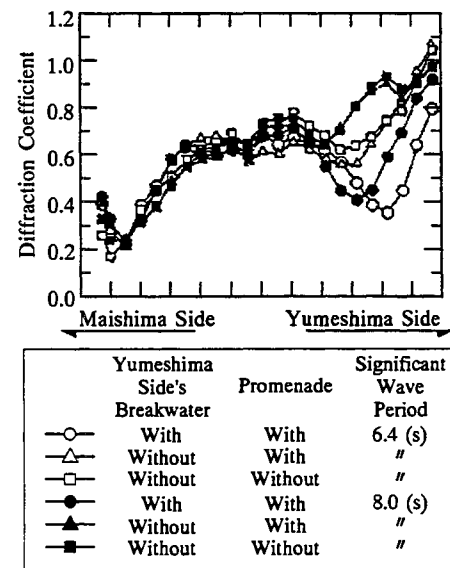 1.2
1.0
0.8
0.6
0.4
0.2
0.0
Diffraction Coefficient
Maishima Side Yumeshima Side
Yumeshima Side's Breakwater Promenade Significant Wave Period
With With 6.4 (s)
Without With "
Without Without "
With With 8.0 (s)
Without With "
Without Without "